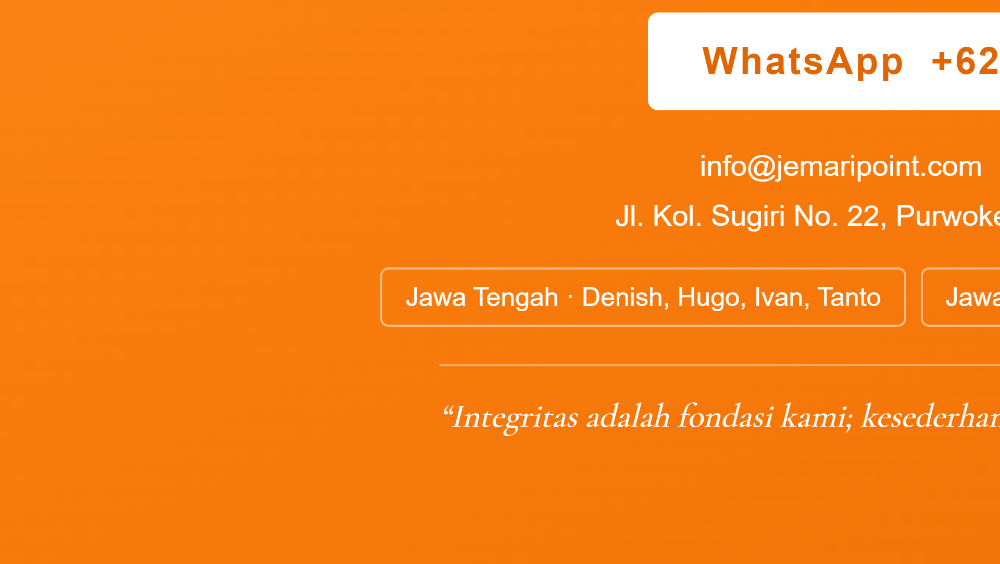 WhatsApp +62
info@jemaripoint.com
Jl. Kol. Sugiri No. 22, Purwoke
Jawa Tengah · Denish, Hugo, Ivan, Tanto
Jawa
“Integritas adalah fondasi kami; kesederhan